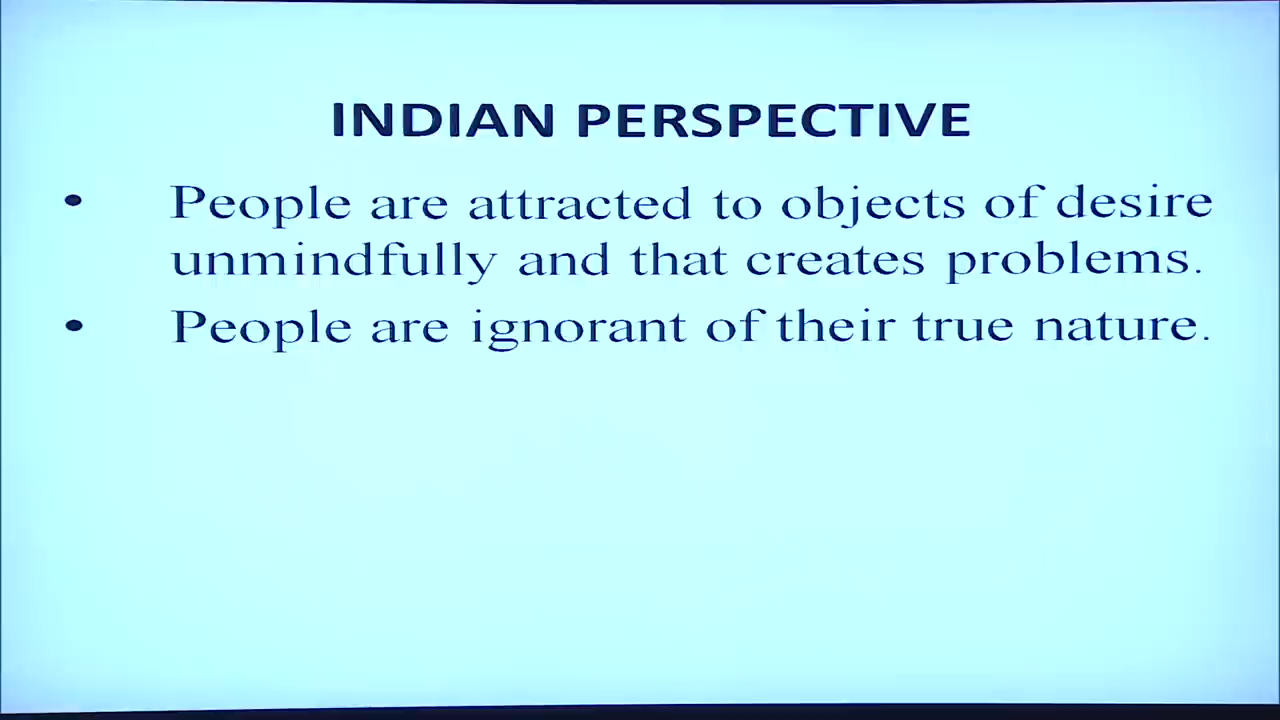 INDIAN PERSPECTIVE
• People are attracted to objects of desire
unmindfully and that creates problems.
• People are ignorant of their true nature.